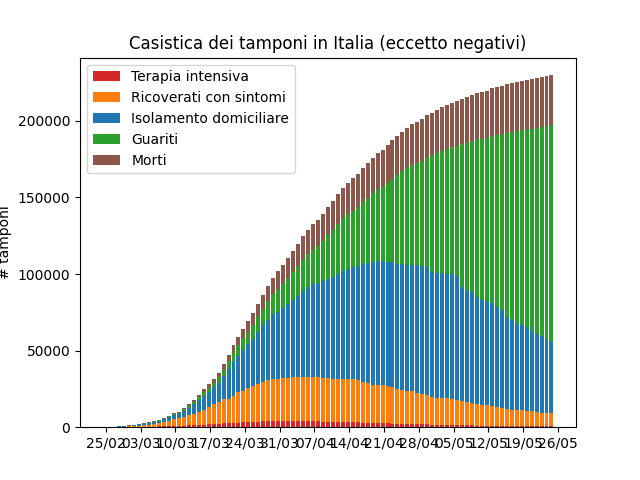 Casistica dei tamponi in Italia (eccetto negativi)
Terapia intensiva
Ricoverati con sintomi
Isolamento domiciliare
Guariti
Morti
# tamponi
200000
150000
100000
50000
0
25/02 03/03 10/03 17/03 24/03 31/03 07/04 14/04 21/04 28/04 05/05 12/05 19/05 26/05